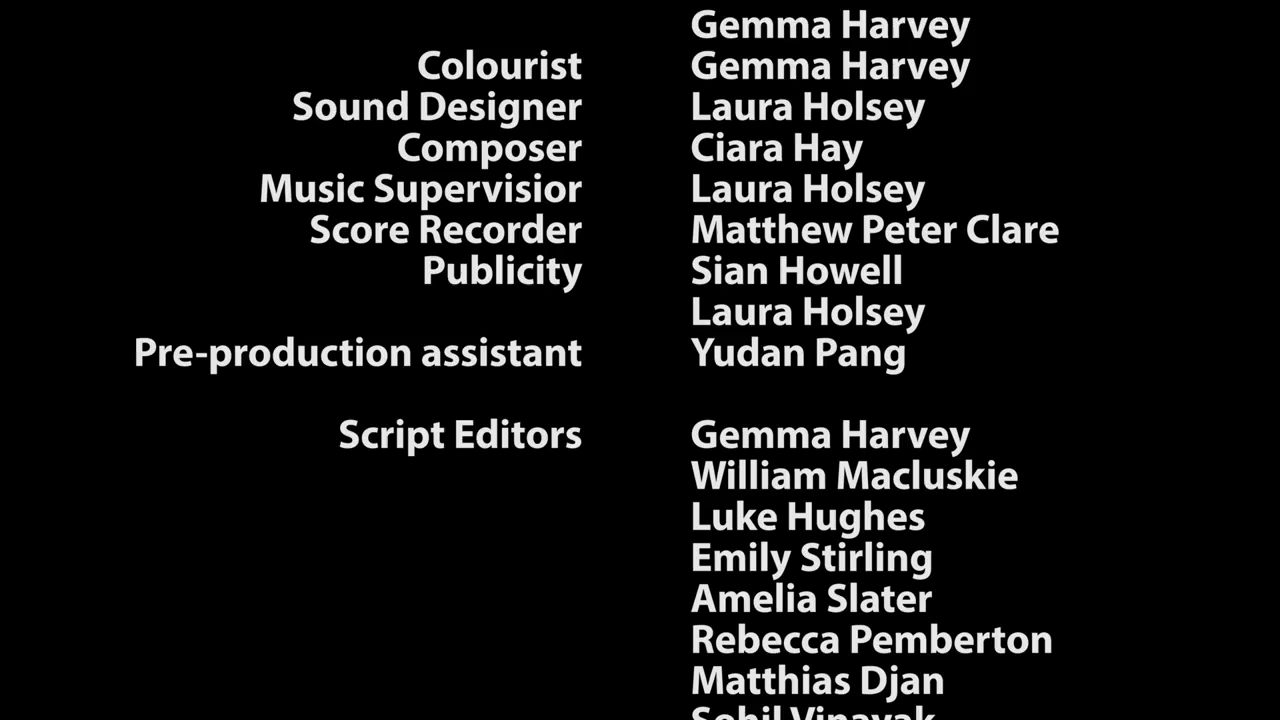 Gemma Harvey
Colourist Gemma Harvey
Sound Designer Laura Holsey
Composer Ciara Hay
Music Supervisior Laura Holsey
Score Recorder Matthew Peter Clare
Publicity Sian Howell
Laura Holsey
Pre-production assistant Yudan Pang
Script Editors Gemma Harvey
William Macluskie
Luke Hughes
Emily Stirling
Amelia Slater
Rebecca Pemberton
Matthias Djan
Sohil Vinayak